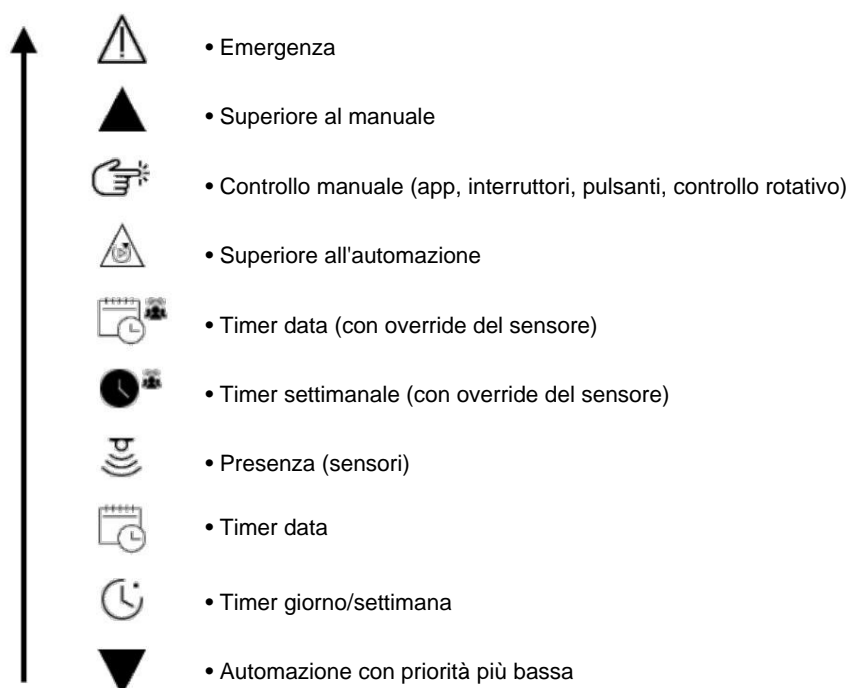 • Emergenza
• Superiore al manuale
• Controllo manuale (app, interruttori, pulsanti, controllo rotativo)
• Superiore all'automazione
• Timer data (con override del sensore)
• Timer settimanale (con override del sensore)
• Presenza (sensori)
• Timer data
• Timer giorno/settimana
• Automazione con priorità più bassa